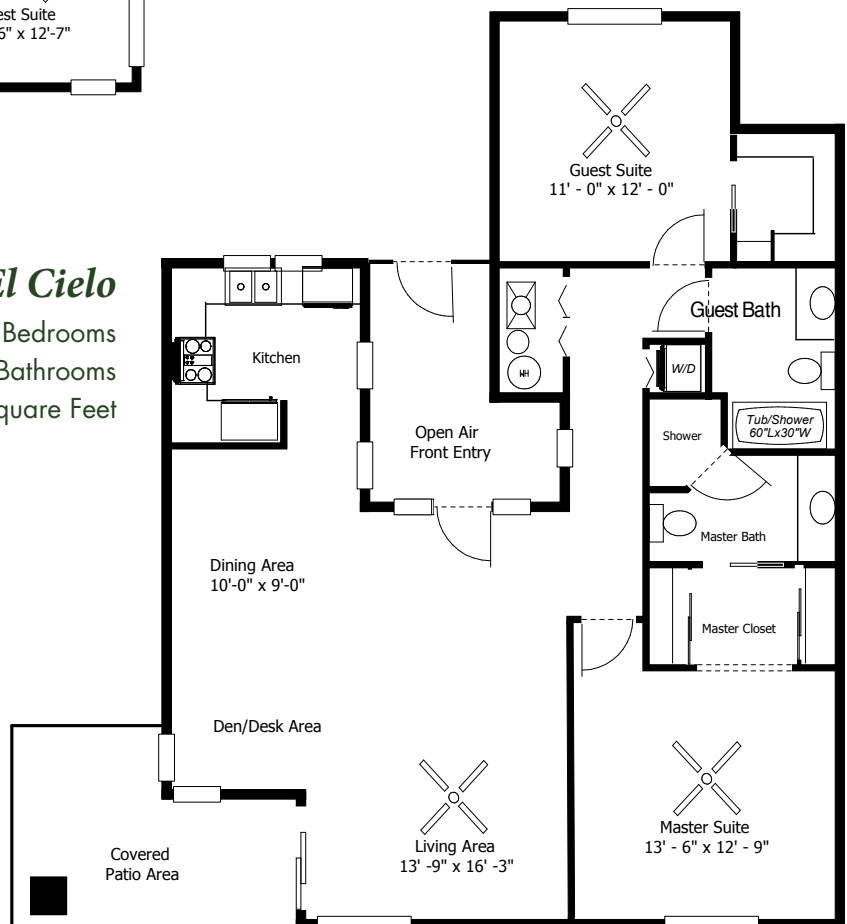 est Suite
6" x 12'-7"
El Cielo
Bedrooms
Bathrooms
quare Feet
Guest Suite
11' - 0" x 12' - 0"
Kitchen
Guest Bath
WH
W/D
Open Air
Front Entry
Shower
Tub/Shower
60"Lx30"W
Master Bath
Dining Area
10'-0" x 9'-0"
Master Closet
Den/Desk Area
Living Area
13' -9" x 16' -3"
Master Suite
13' - 6" x 12' - 9"
Covered
Patio Area